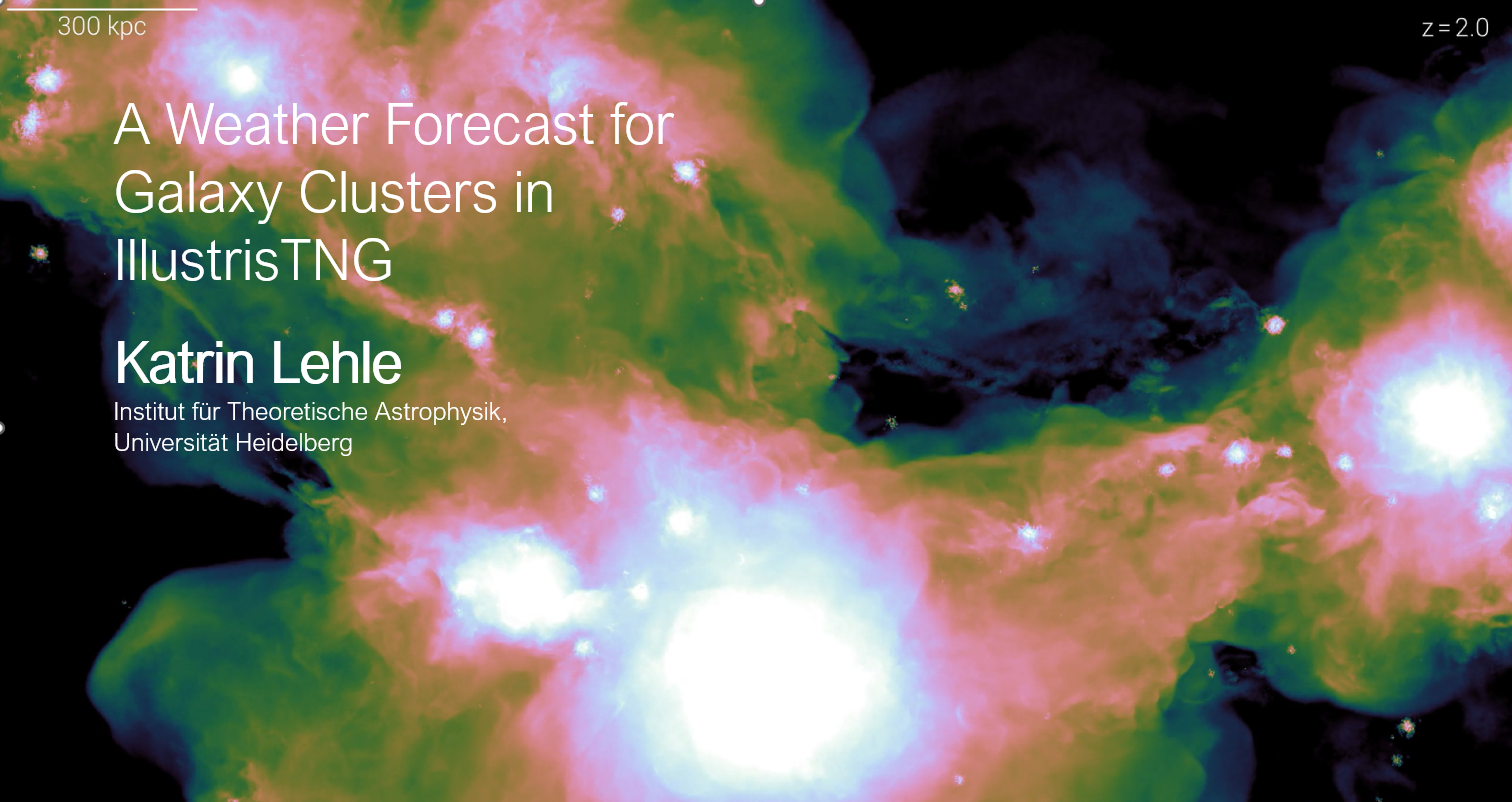 300 kpc
z = 2.0
A Weather Forecast for
Galaxy Clusters in
IllustrisTNG
Katrin Lehle
Institut für Theoretische Astrophysik,
Universität Heidelberg